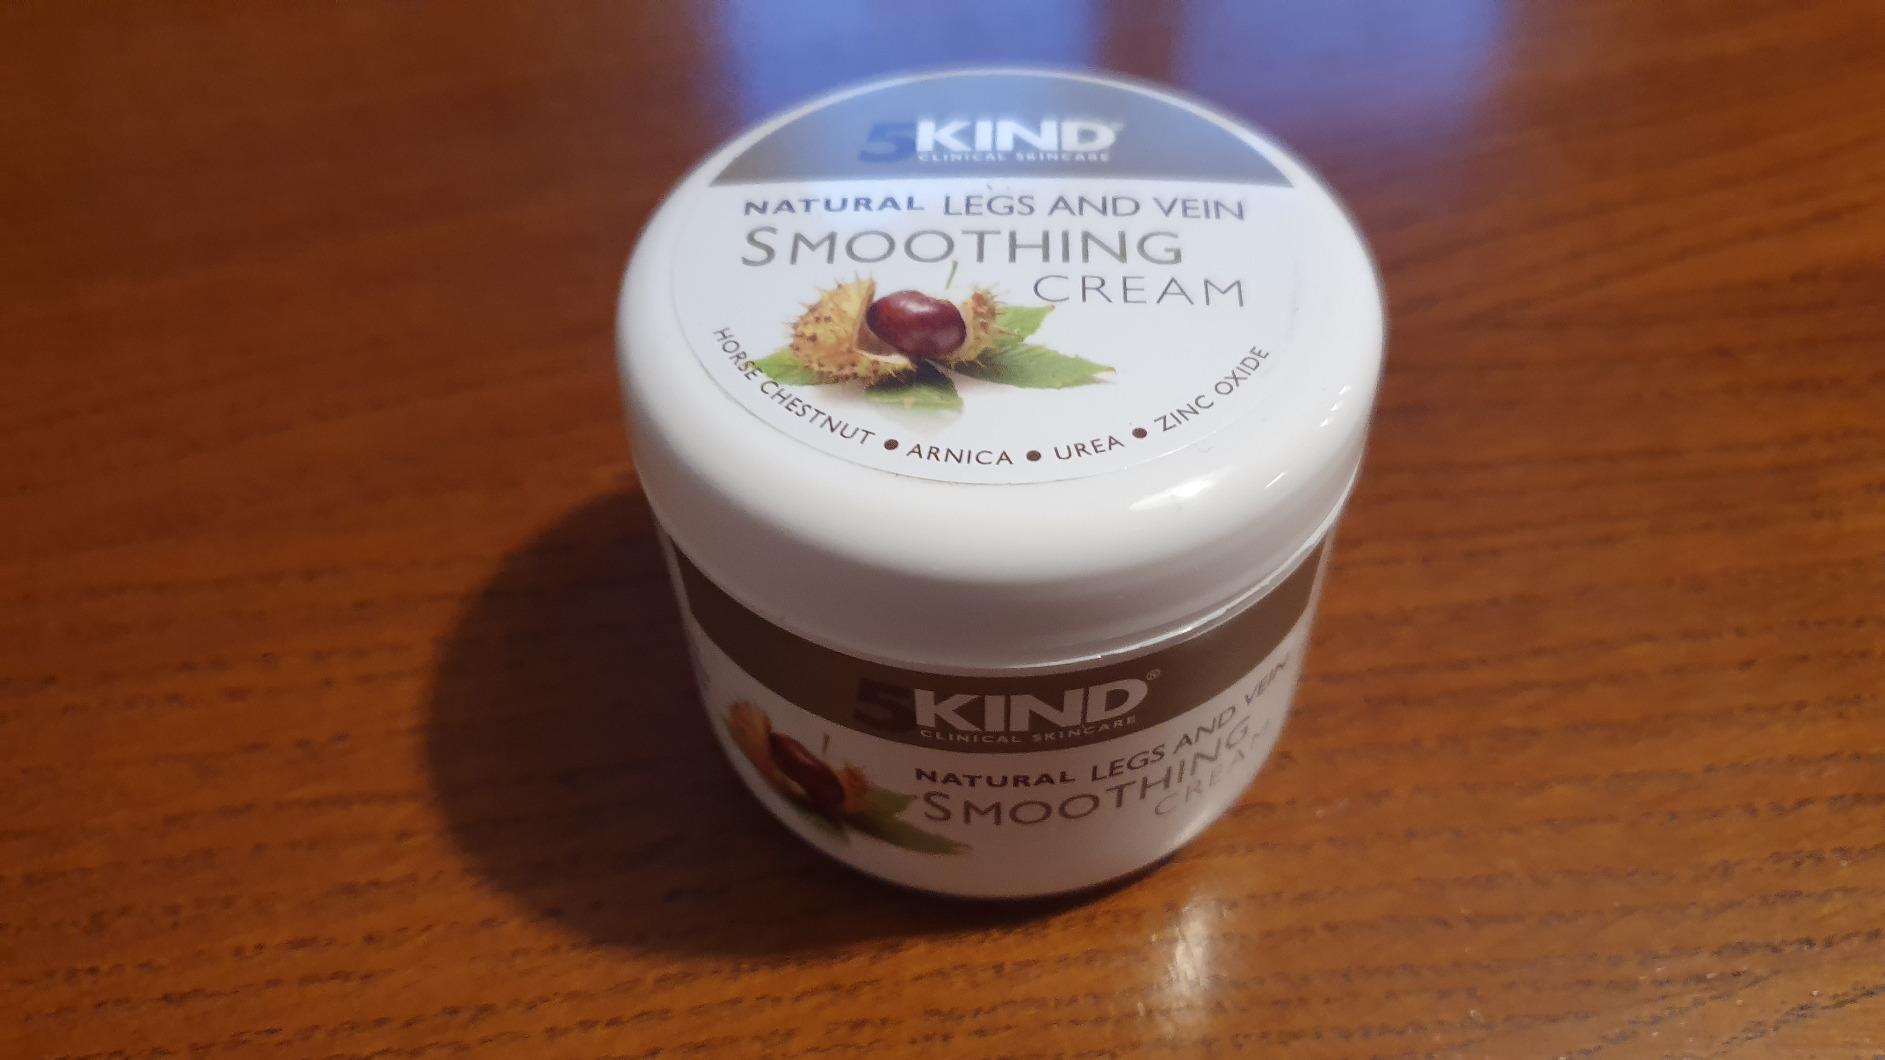 5KIND
CLINICAL SKINCARE
NATURAL LEGS AND VEIN
SMOOTHING
CREAM
HORSE CHESTNUT • ARNICA • UREA • ZINC OXIDE
5KIND®
CLINICAL SKINCARE
NATURAL LEGS AND VEIN
SMOOTHING
CREAM